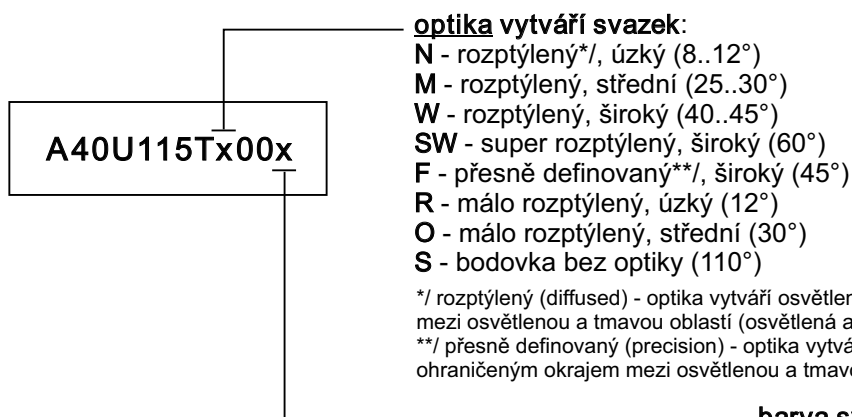 optika vytváří svazek:
N - rozptýlený*/, úzký (8..12°)
M - rozptýlený, střední (25..30°)
W - rozptýlený, široký (40..45°)
SW - super rozptýlený, široký (60°)
F - přesně definovaný**/, široký (45°)
R - málo rozptýlený, úzký (12°)
O - málo rozptýlený, střední (30°)
S - bodovka bez optiky (110°)
A40U115Tx00x
*/ rozptýlený (diffused) - optika vytváří
mezi osvětlenou a tmavou oblastí (osvětlená
**/ přesně definovaný (precision) - optika
ohraničeným okrajem mezi osvětlenou a
barva